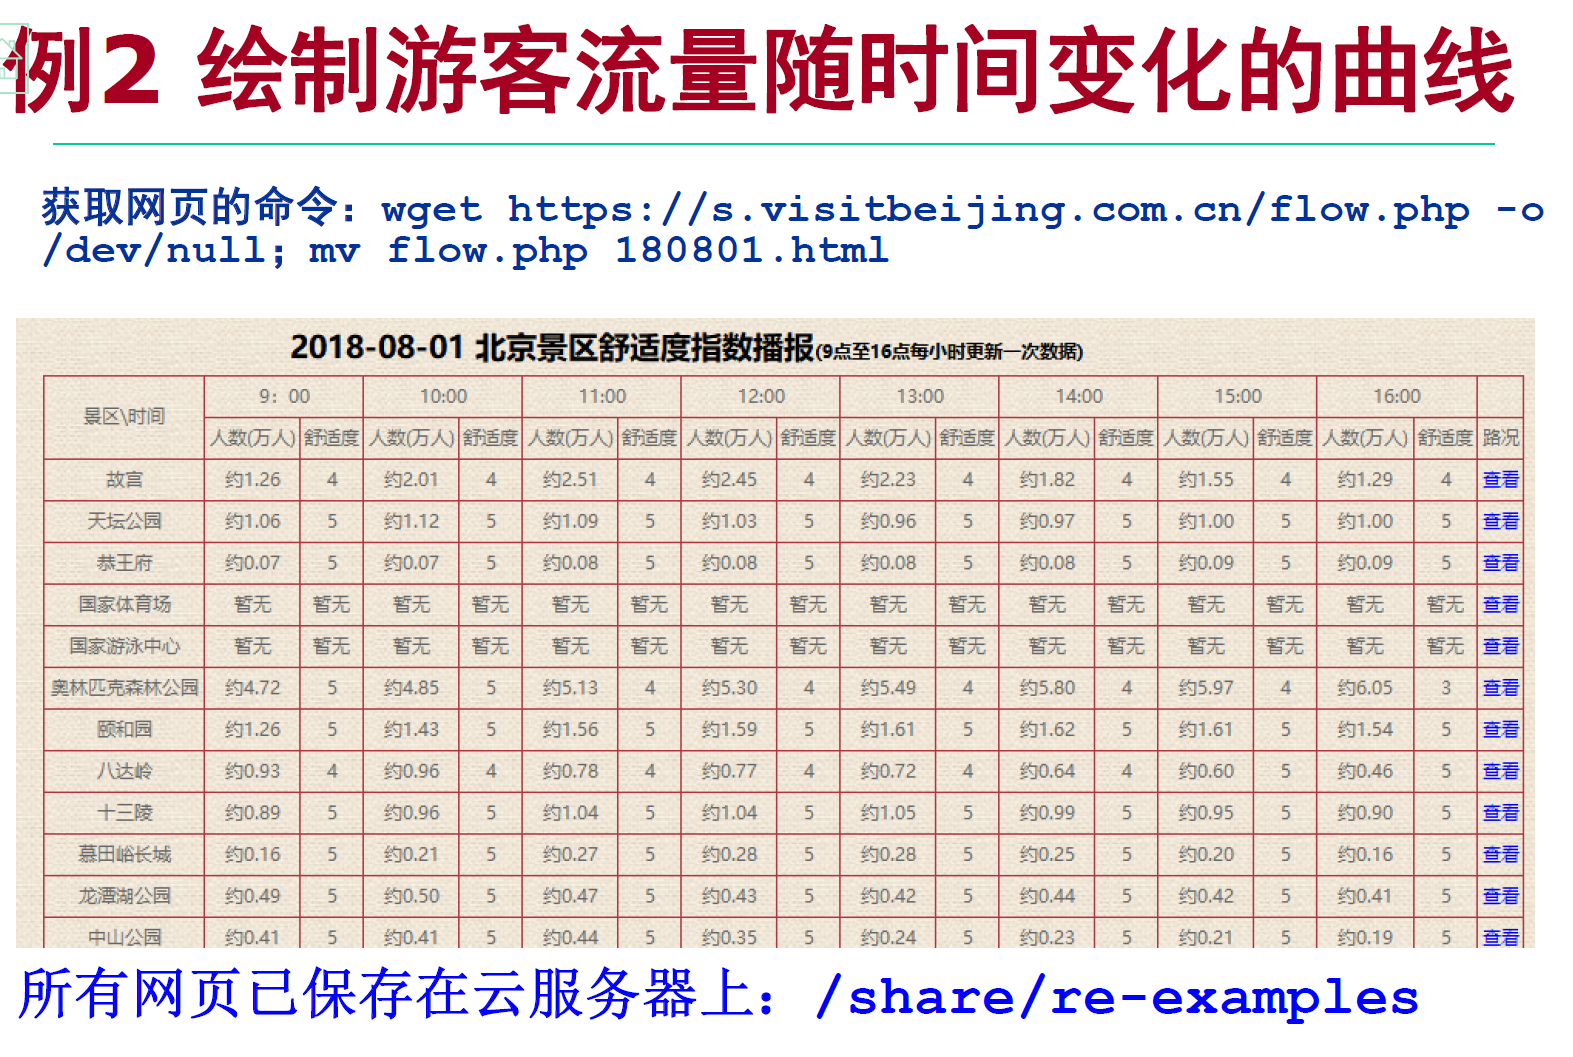 例2 绘制游客流量随时间变化的曲线
获取网页的命令：wget https://s.visitbeijing.com.cn/flow.php -o
/dev/null；mv flow.php 180801.html
2018-08-01 北京景区舒适度指数播报(9点至16点每小时更新一次数据)
景区\时间 9：00 10:00 11:00 12:00 13:00 14:00 15:00 16:00
人数(万人) 舒适度 人数(万人) 舒适度 人数(万人) 舒适度 人数(万人) 舒适度 人数(万人) 舒适度 人数(万人) 舒适度 人数(万人) 舒适度 人数(万人) 舒适度 路况
故宫 约1.26 4 约2.01 4 约2.51 4 约2.45 4 约2.23 4 约1.82 4 约1.55 4 约1.29 4 查看
天坛公园 约1.06 5 约1.12 5 约1.09 5 约1.03 5 约0.96 5 约0.97 5 约1.00 5 约1.00 5 查看
恭王府 约0.07 5 约0.07 5 约0.08 5 约0.08 5 约0.08 5 约0.08 5 约0.09 5 约0.09 5 查看
国家体育场 暂无 暂无 暂无 暂无 暂无 暂无 暂无 暂无 暂无 暂无 暂无 暂无 暂无 暂无 暂无 暂无 查看
国家游泳中心 暂无 暂无 暂无 暂无 暂无 暂无 暂无 暂无 暂无 暂无 暂无 暂无 暂无 暂无 暂无 暂无 查看
奥林匹克森林公园 约4.72 5 约4.85 5 约5.13 4 约5.30 4 约5.49 4 约5.80 4 约5.97 4 约6.05 3 查看
颐和园 约1.26 5 约1.43 5 约1.56 5 约1.59 5 约1.61 5 约1.62 5 约1.61 5 约1.54 5 查看
八达岭 约0.93 4 约0.96 4 约0.78 4 约0.77 4 约0.72 4 约0.64 4 约0.60 5 约0.46 5 查看
十三陵 约0.89 5 约0.96 5 约1.04 5 约1.04 5 约1.05 5 约0.99 5 约0.95 5 约0.90 5 查看
慕田峪长城 约0.16 5 约0.21 5 约0.27 5 约0.28 5 约0.28 5 约0.25 5 约0.20 5 约0.16 5 查看
龙潭湖公园 约0.49 5 约0.50 5 约0.47 5 约0.43 5 约0.42 5 约0.44 5 约0.42 5 约0.41 5 查看
中山公园 约0.41 5 约0.41 5 约0.44 5 约0.35 5 约0.24 5 约0.23 5 约0.21 5 约0.19 5 查看
所有网页已保存在云服务器上：/share/re-examples